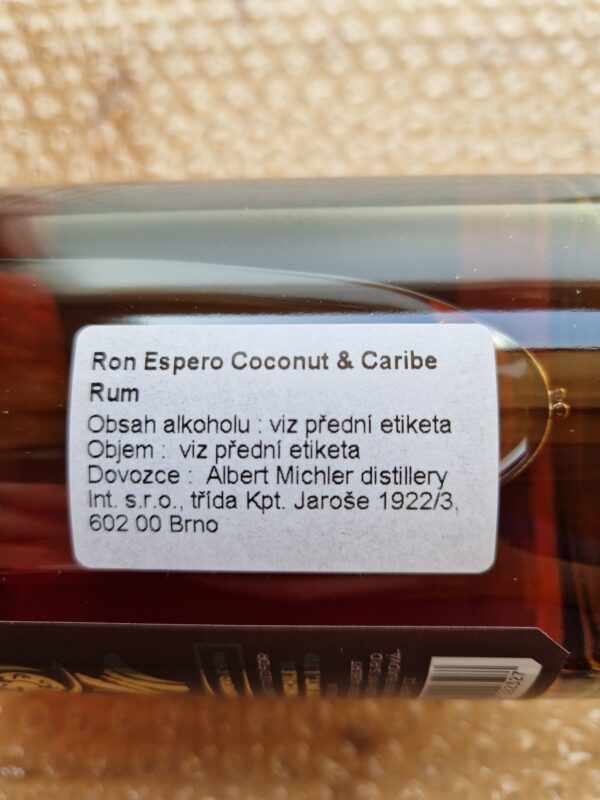 Ron Espero Coconut & Caribe
Rum
Obsah alkoholu : viz přední etiketa
Objem : viz přední etiketa
Dovozce : Albert Michler distillery
Int. s.r.o., třída Kpt. Jaroše 1922/3,
602 00 Brno